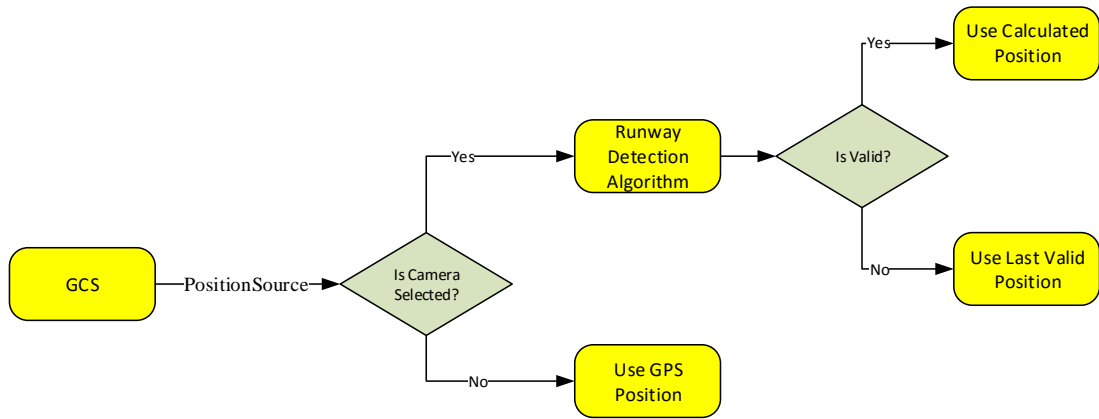 GCS
PositionSource
Is Camera
Selected?
Yes
No
Runway
Detection
Algorithm
Use GPS
Position
Is Valid?
Yes
No
Use Calculated
Position
Use Last Valid
Position